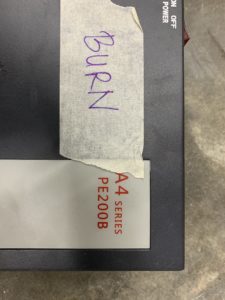 ON OFF
POWER
BURN
A4 SERIES
PE200B